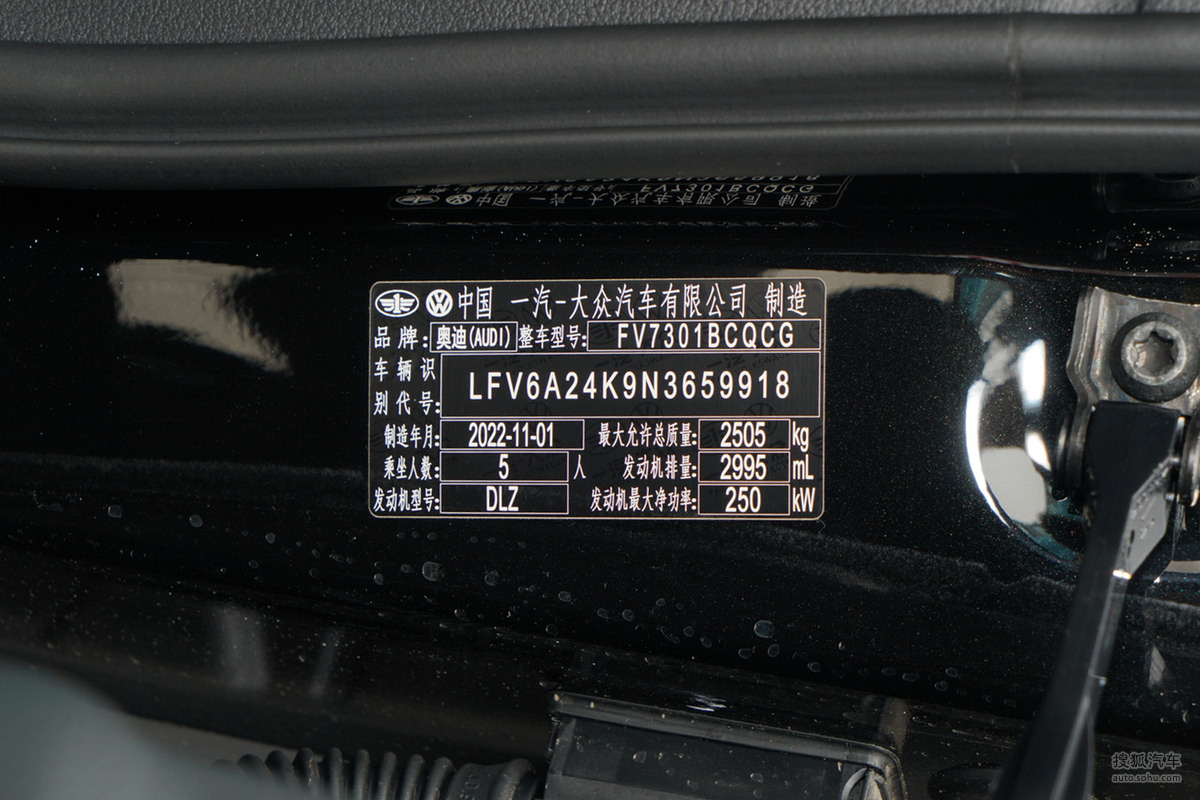 中国 一汽-大众汽车有限公司 制造
品牌: 奥迪(AUDI) 整车型号: FV7301BCQCG
车辆识别代号: LFV6A24K9N3659918
制造年月: 2022-11-01 最大允许总质量: 2505 kg
乘坐人数: 5 人 发动机排量: 2995 mL
发动机型号: DLZ 发动机最大净功率: 250 kW
搜狐汽车
auto.sohu.com